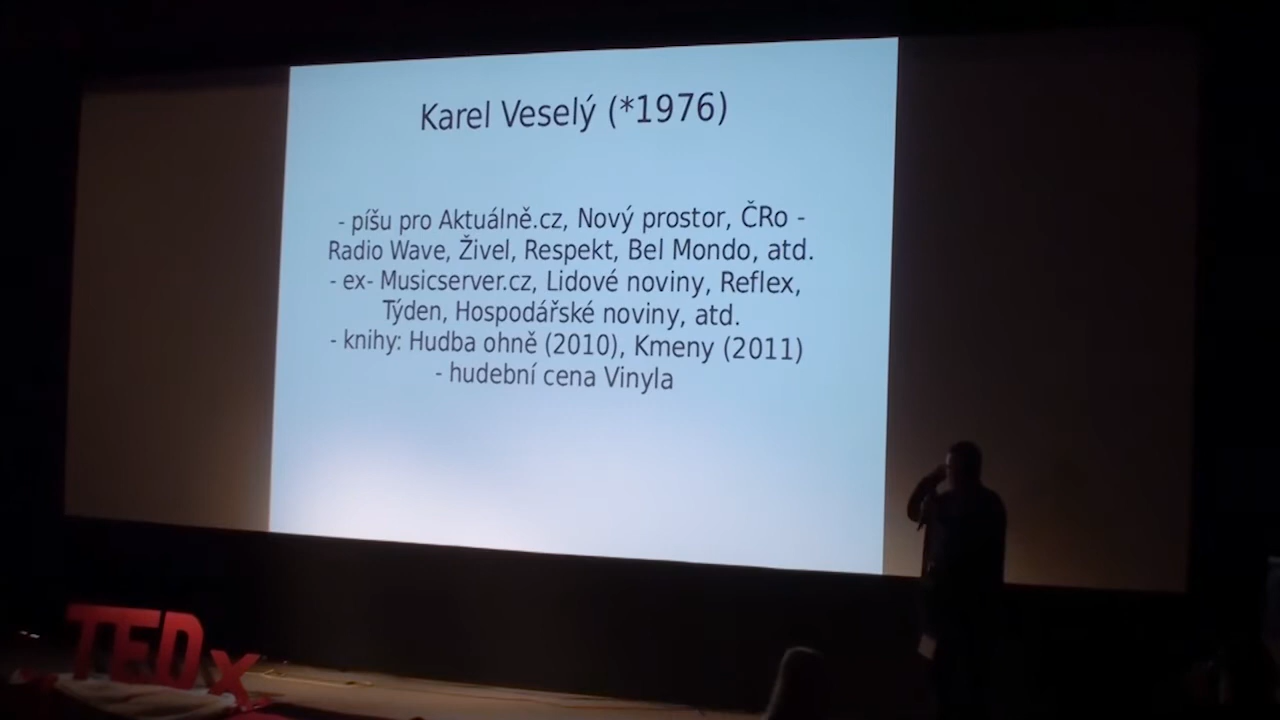 Karel Veselý (*1976)
- píšu pro Aktuálně.cz, Nový prostor, ČRo -
Radio Wave, Živel, Respekt, Bel Mondo, atd.
- ex- Musicserver.cz, Lidové noviny, Reflex,
Týden, Hospodářské noviny, atd.
- knihy: Hudba ohně (2010), Kmeny (2011)
- hudební cena Vinyla
TEDx